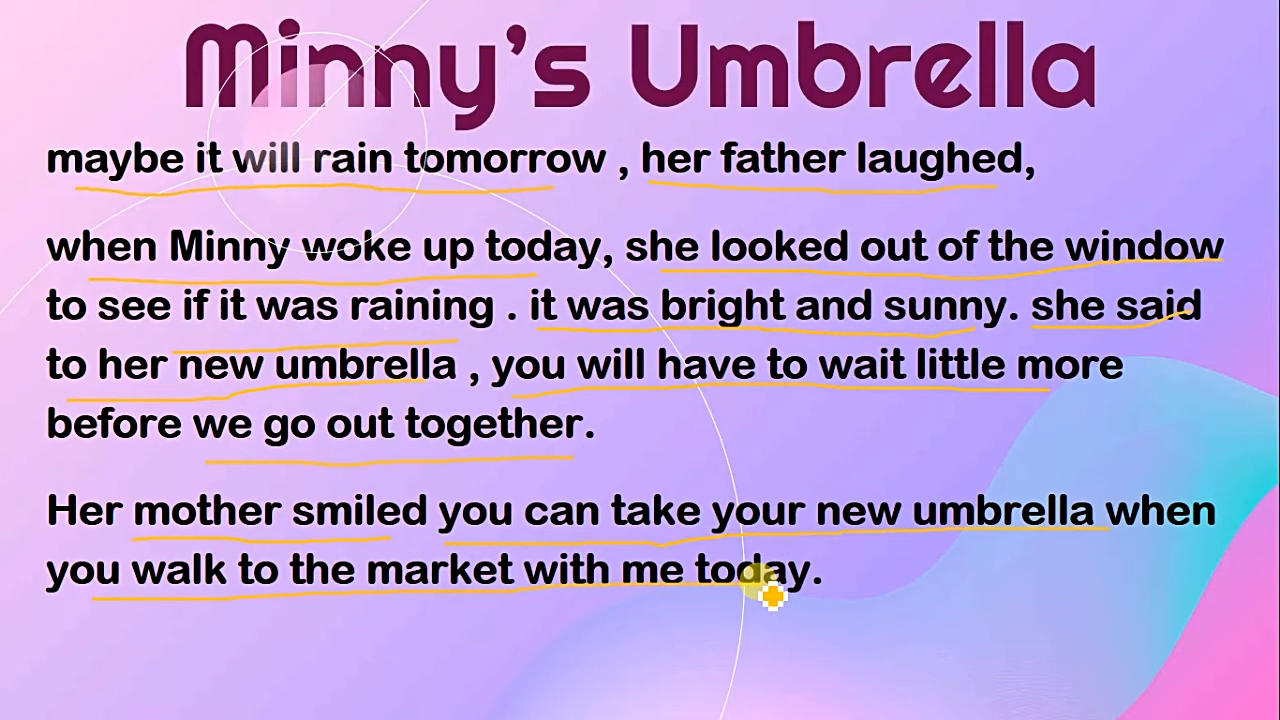 Minny's Umbrella
maybe it will rain tomorrow , her father laughed,
when Minny woke up today, she looked out of the window
to see if it was raining . it was bright and sunny. she said
to her new umbrella , you will have to wait little more
before we go out together.
Her mother smiled you can take your new umbrella when
you walk to the market with me today.